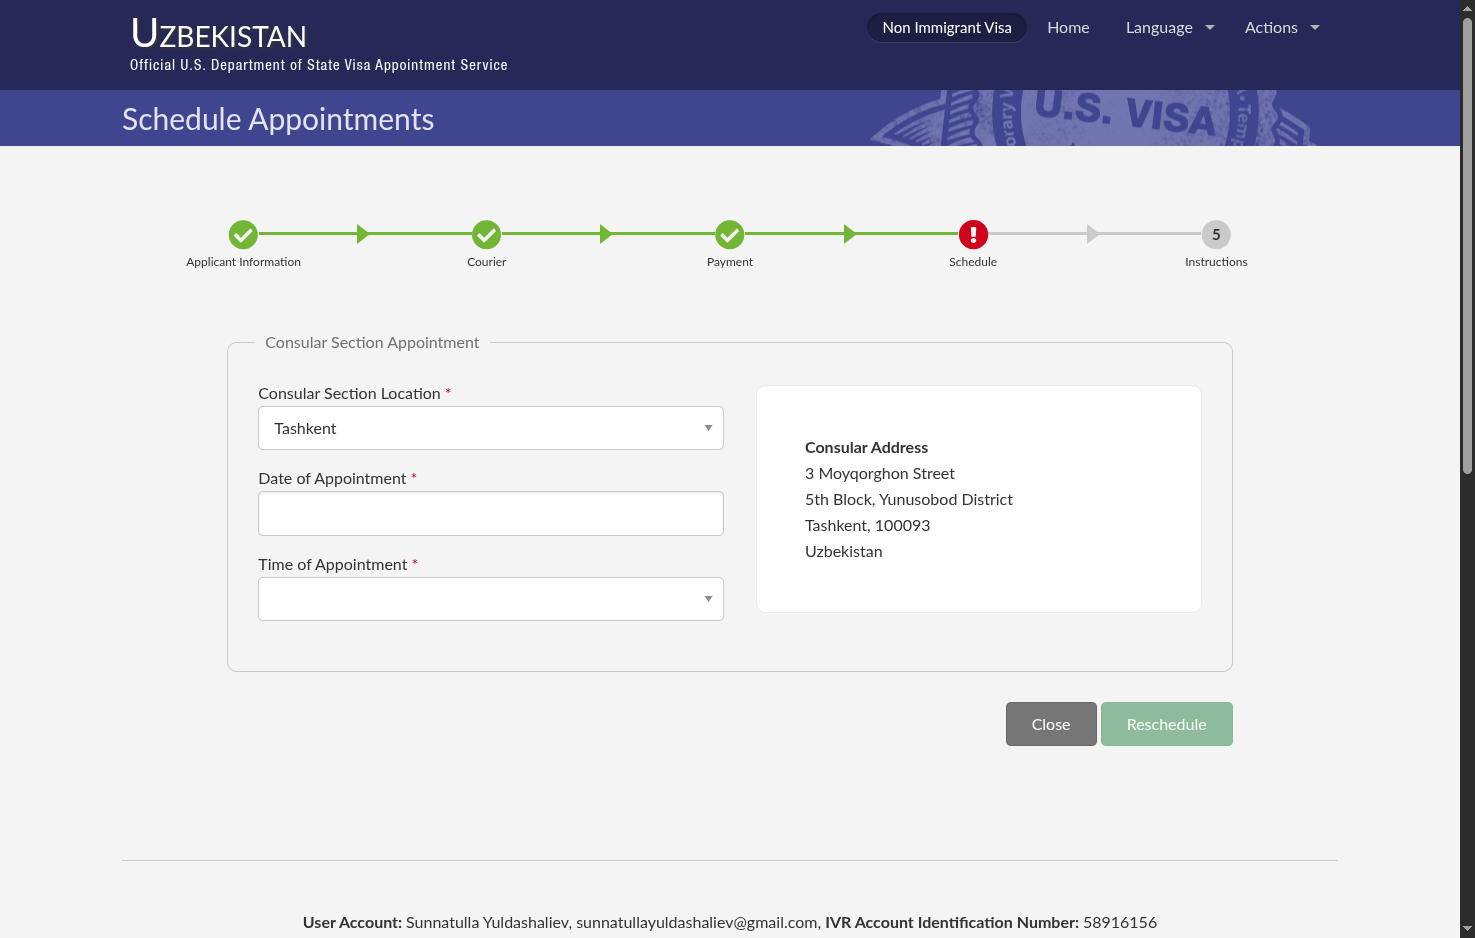 UZBEKISTAN
Official U.S. Department of State Visa Appointment Service
Non Immigrant Visa
Home
Language
Actions
Schedule Appointments
U.S. VISA
Applicant Information
Courier
Payment
Schedule
5
Instructions
Consular Section Appointment
Consular Section Location *
Tashkent
Date of Appointment *
Time of Appointment *
Consular Address
3 Moyqorghon Street
5th Block, Yunusobod District
Tashkent, 100093
Uzbekistan
Close
Reschedule
User Account: Sunnatulla Yuldashaliev, sunnatullayuldashaliev@gmail.com, IVR Account Identification Number: 58916156